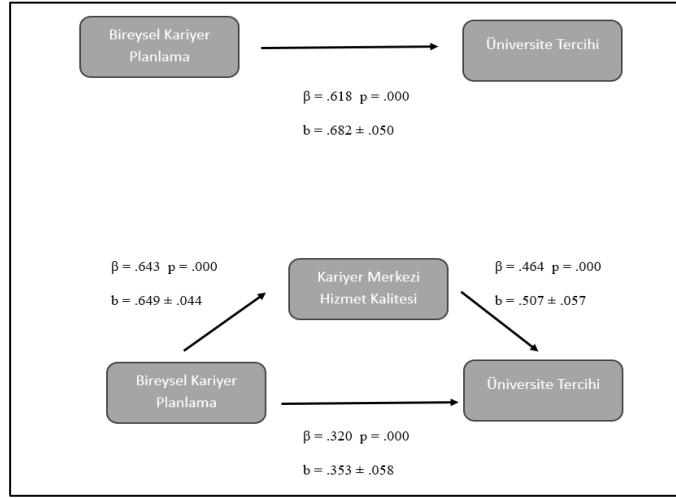 Bireysel Kariyer
Planlama
Üniversite Tercihi
β = .618 p = .000
b = .682 ± .050
β = .643 p = .000
b = .649 ± .044
Kariyer Merkezi
Hizmet Kalitesi
β = .464 p = .000
b = .507 ± .057
Bireysel Kariyer
Planlama
Üniversite Tercihi
β = .320 p = .000
b = .353 ± .058